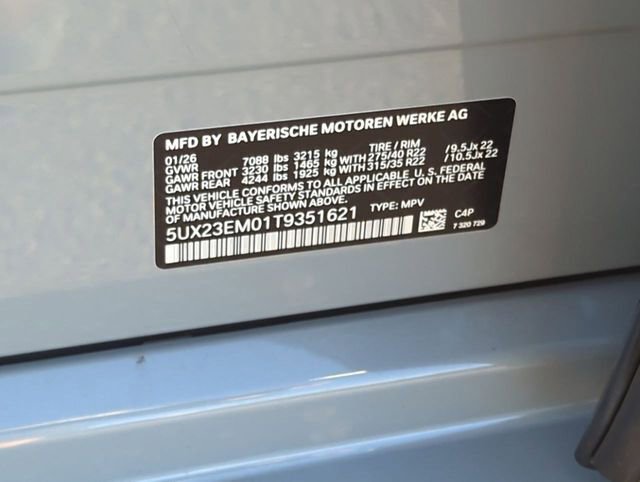 MFD BY BAYERISCHE MOTOREN WERKE AG
01/26 7088 lbs 3215 kg TIRE / RIM
GVWR
GAWR FRONT 3230 lbs 1465 kg WITH 275/40 R22 / 9.5Jx 22
GAWR REAR 4244 lbs 1925 kg WITH 315/35 R22 / 10.5Jx 22
THIS VEHICLE CONFORMS TO ALL APPLICABLE U. S. FEDERAL
MOTOR VEHICLE SAFETY STANDARDS IN EFFECT ON THE DATE
OF MANUFACTURE SHOWN ABOVE.
5UX23EM01T9351621 TYPE: MPV
C4P
7 320 729